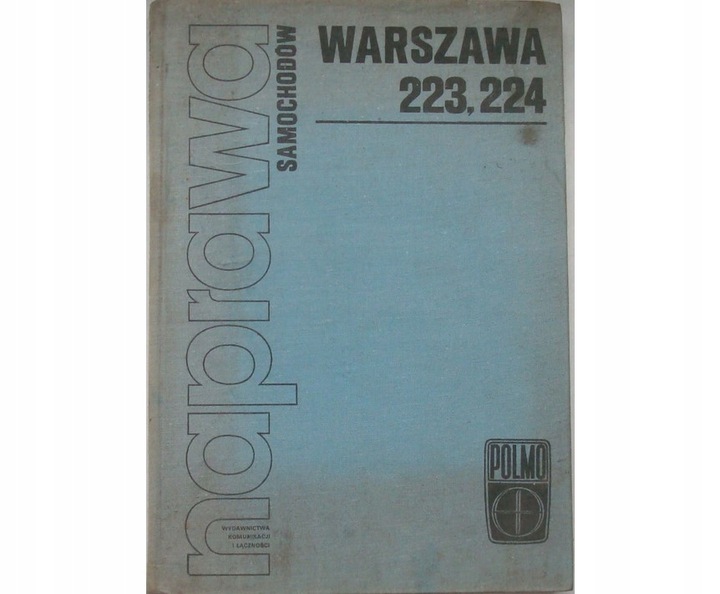 naprawa
SAMOCHODÓW
WARSZAWA
223, 224
POLMO
WYDAWNICTWA
KOMUNIKACJI
I ŁĄCZNOŚCI